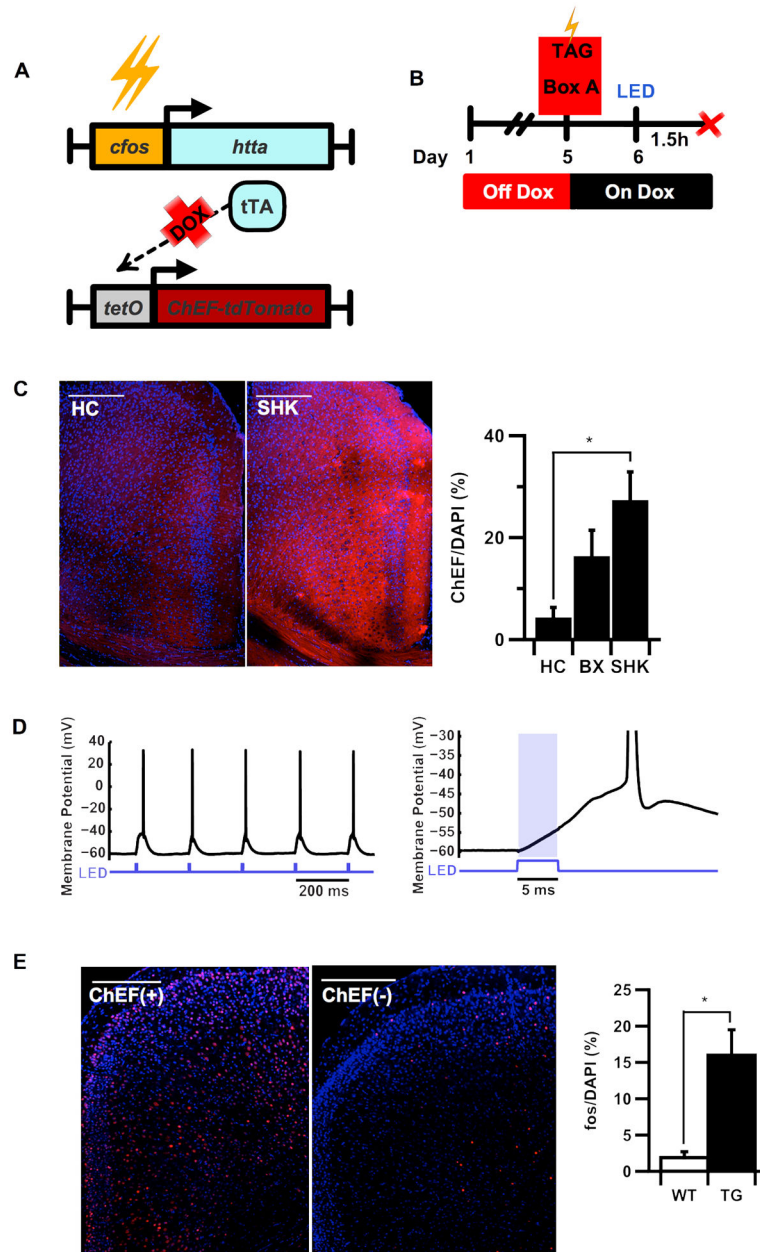 A
cfos
htta
DOX
tTA
tetO
ChEF-tdTomato
B
TAG
Box A
LED
1.5h
Day
1
5
6
Off Dox
On Dox
C
HC
SHK
ChEF/DAPI (%)
40
20
0
HC
BX
SHK
*
D
Membrane Potential (mV)
40
20
0
−20
−40
−60
LED
200 ms
Membrane Potential (mV)
−30
−35
−40
−45
−50
−55
−60
LED
5 ms
E
ChEF(+)
ChEF(-)
fos/DAPI (%)
25
20
15
10
5
0
WT
TG
*